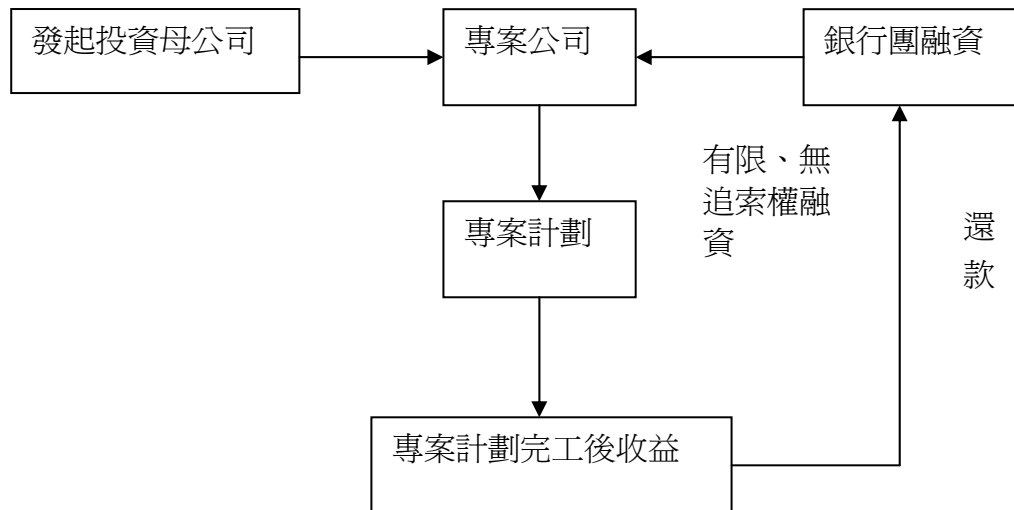 發起投資母公司
專案公司
銀行團融資
有限、無
追索權融
資
專案計劃
還
款
專案計劃完工後收益